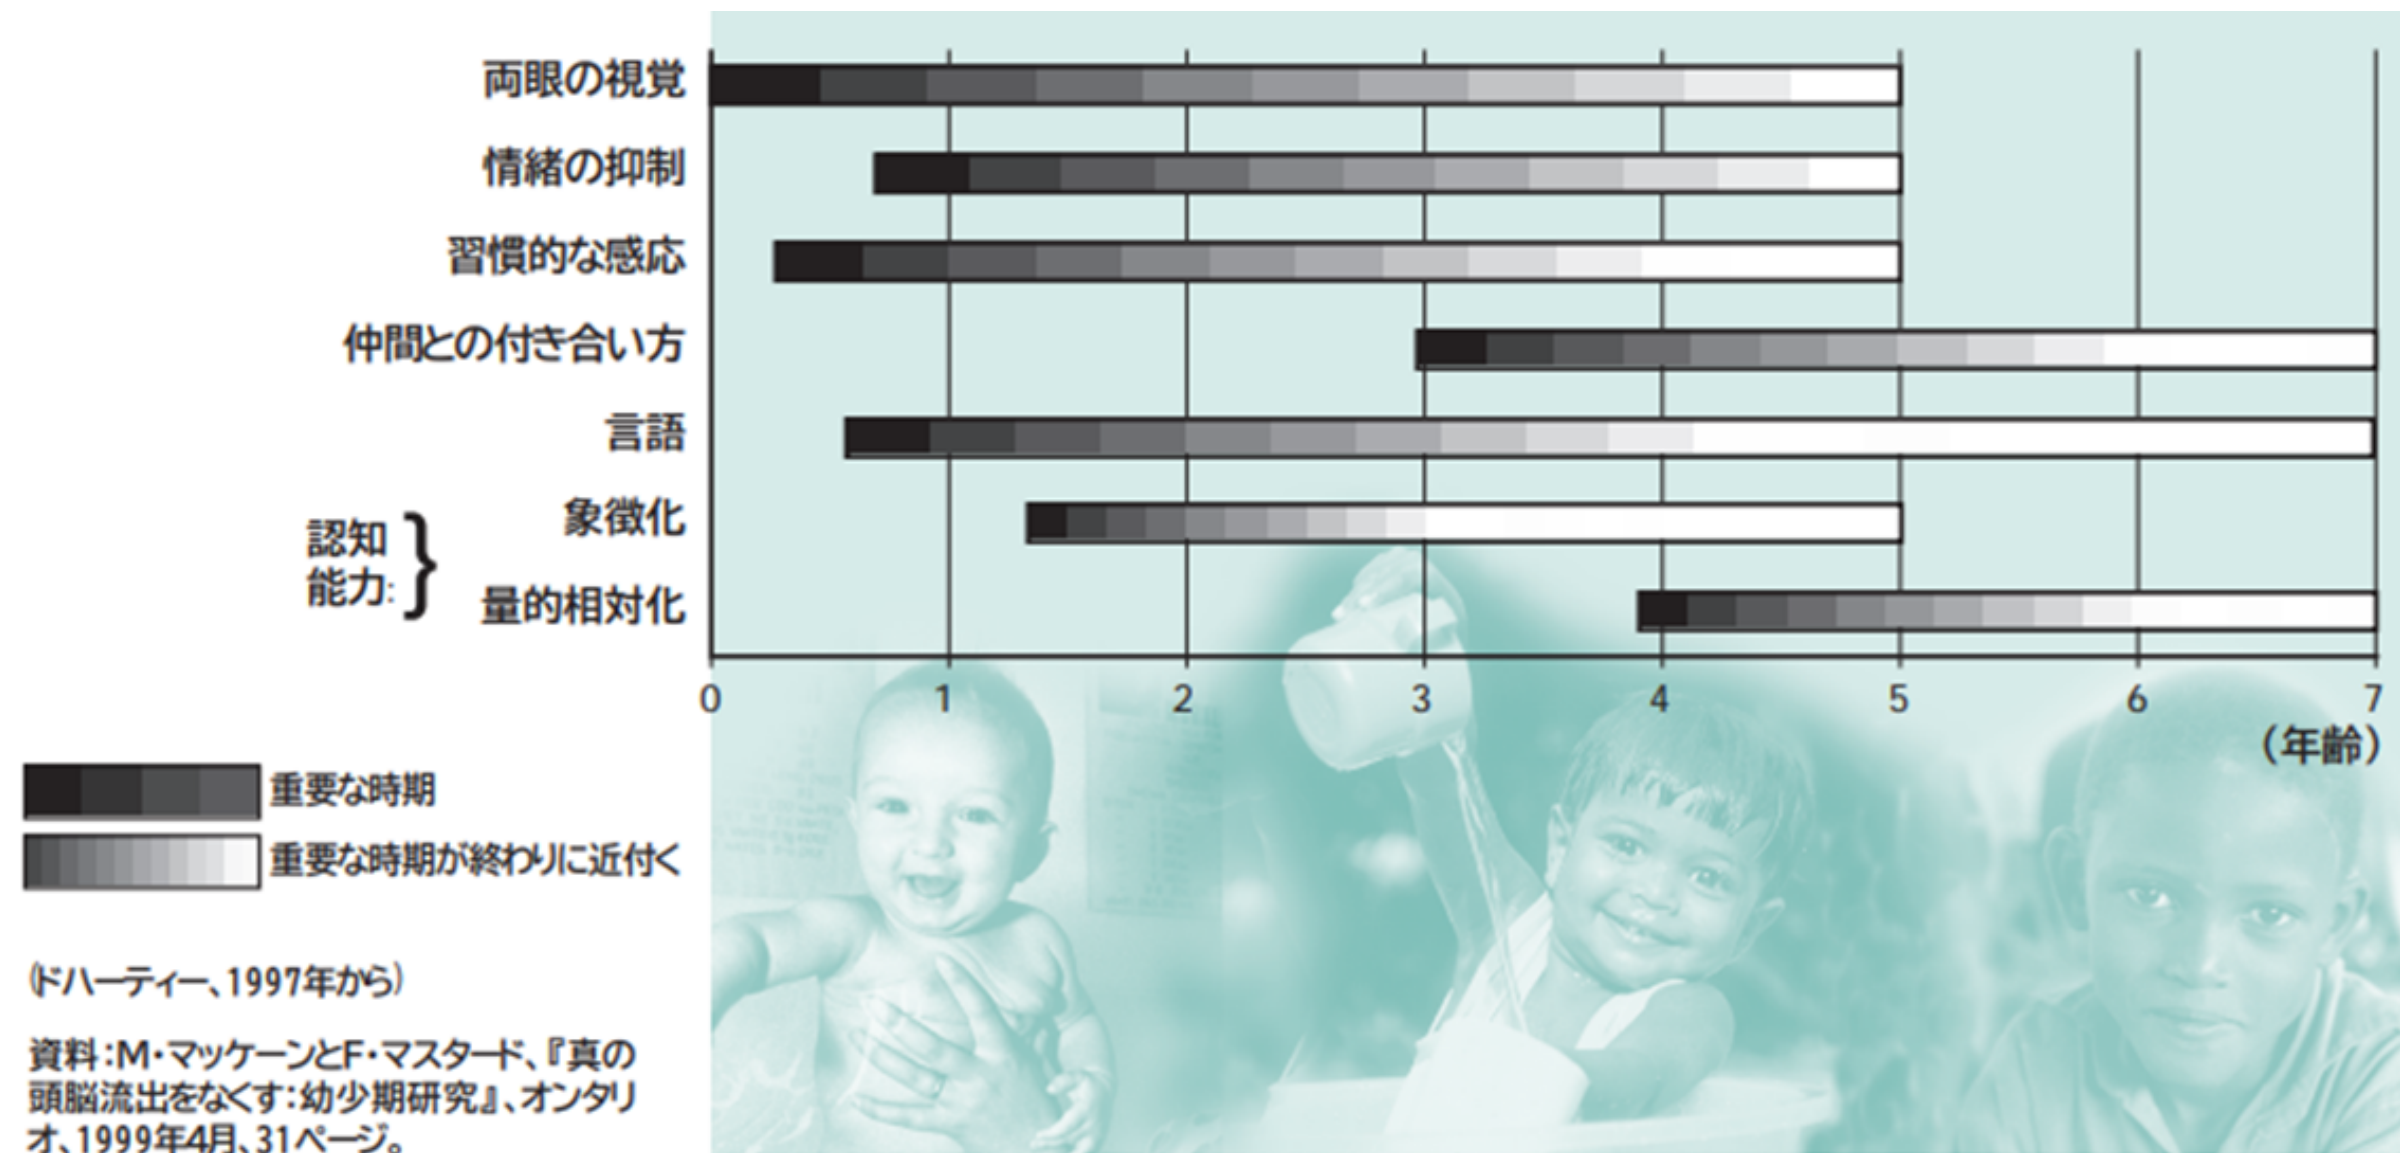 両眼の視覚
情緒の抑制
習慣的な感応
仲間との付き合い方
言語
認知
能力:
象徴化
量的相対化
0 1 2 3 4 5 6 7
（年齢）
重要な時期
重要な時期が終わりに近付く
(ドハーティー、1997年から)
資料：M・マッケーンとF・マスタード、『真の
頭脳流出をなくす：幼少期研究』、オンタリ
オ、1999年4月、31ページ。